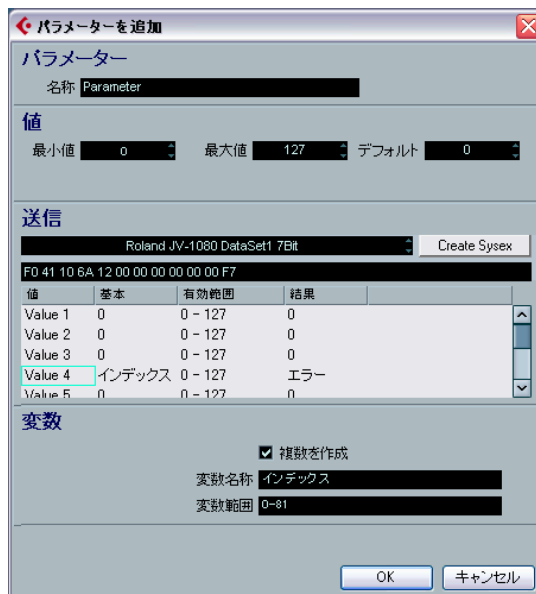 パラメーターを追加
パラメーター
名称 Parameter
値
最小値 0 最大値 127 デフォルト 0
送信
Roland JV-1080 DataSet1 7Bit Create Sysex
F0 41 10 6A 12 00 00 00 00 00 00 F7
値 基本 有効範囲 結果
Value 1 0 0 - 127 0
Value 2 0 0 - 127 0
Value 3 0 0 - 127 0
Value 4 インデックス 0 - 127 エラー
Value 5 0 0 - 127 0
変数
複数を作成
変数名称 インデックス
変数範囲 0-81
OK キャンセル